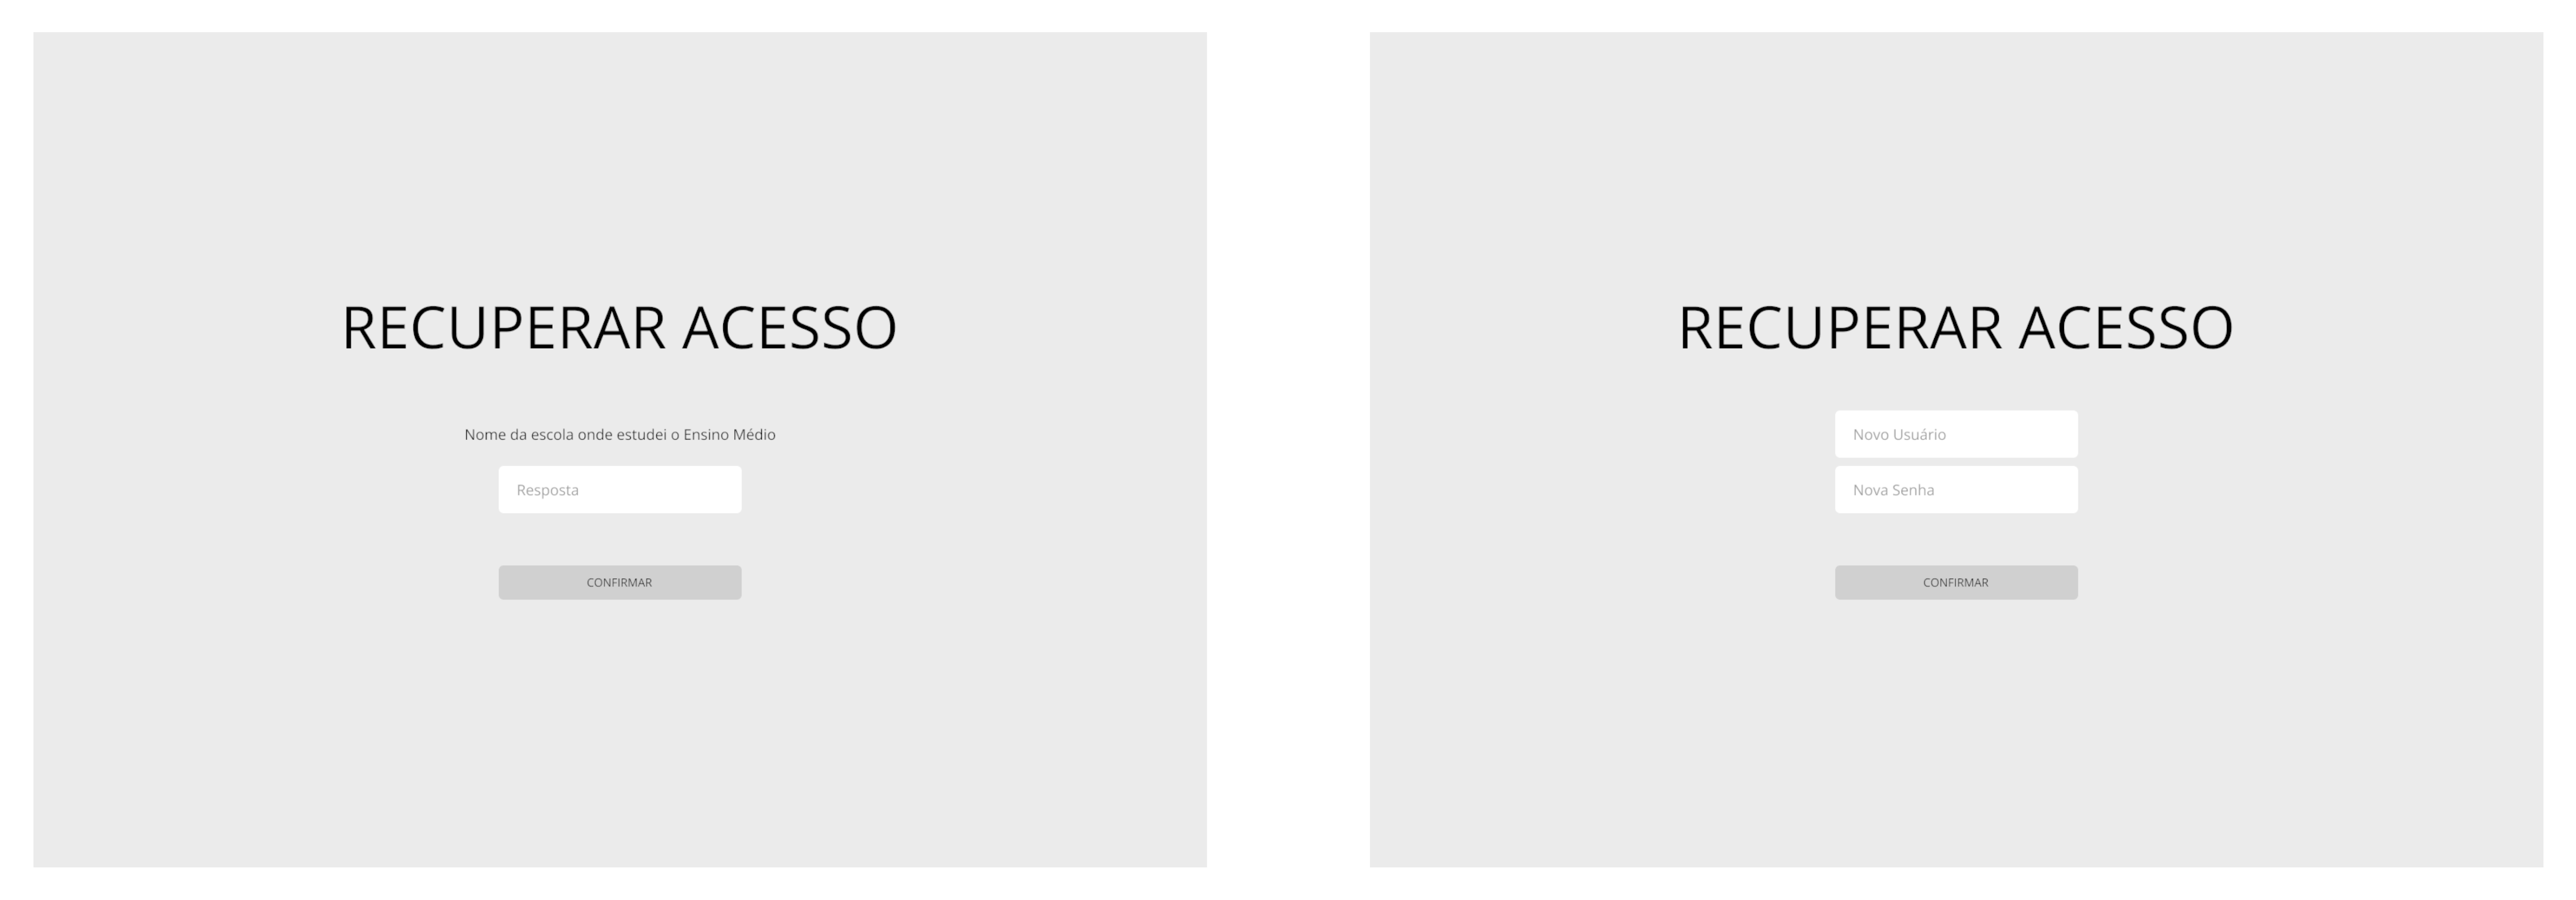 RECUPERAR ACESSO
Nome da escola onde estudei o Ensino Médio
Resposta
CONFIRMAR
RECUPERAR ACESSO
Novo Usuário
Nova Senha
CONFIRMAR